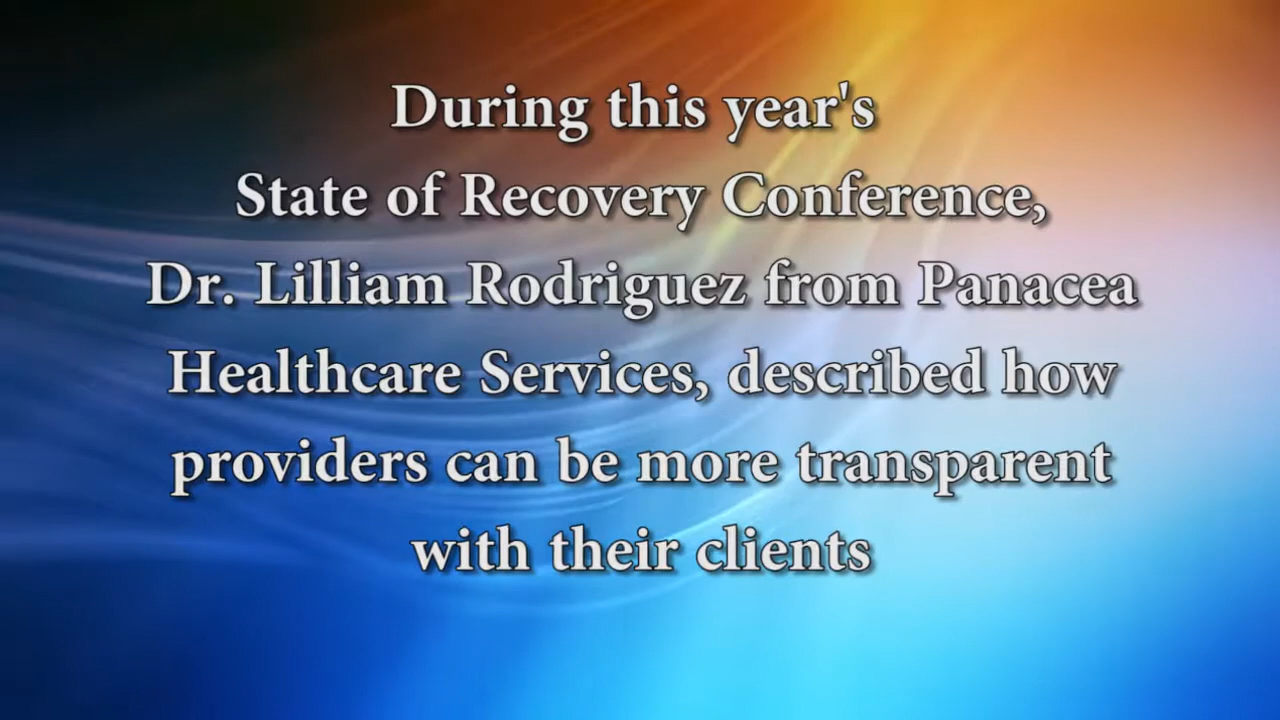 During this year's
State of Recovery Conference,
Dr. Lilliam Rodriguez from Panacea
Healthcare Services, described how
providers can be more transparent
with their clients